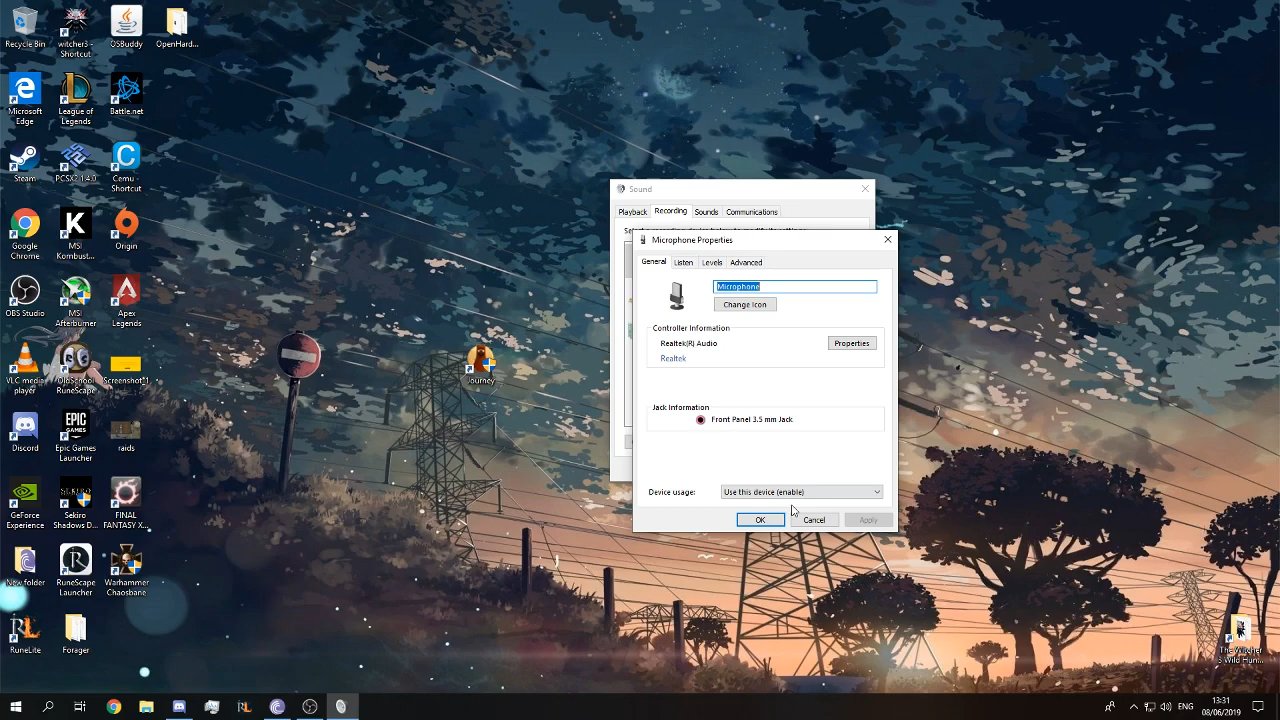 Recycle Bin
witcher3 - Shortcut
OSBuddy
OpenHard...
Microsoft Edge
League of Legends
Battle.net
Steam
PCSX2 1.4.0
Cemu - Shortcut
Google Chrome
MSI Kombust...
Origin
OBS Studio
MSI Afterburner
Apex Legends
VLC media player
OldSchool RuneScape
Screenshot_1
Discord
Epic Games Launcher
raids
GeForce Experience
Sekiro Shadows D...
FINAL FANTASY X...
New folder
RuneScape Launcher
Warhammer Chaosbane
RuneLite
Forager
Journey
The Witcher 3 Wild Hun...
Sound
Playback Recording Sounds Communications
Microphone Properties
General Listen Levels Advanced
Microphone
Change Icon
Controller Information
Realtek(R) Audio
Properties
Realtek
Jack Information
Front Panel 3.5 mm Jack
Device usage:
Use this device (enable)
OK Cancel Apply
ENG
13:31
08/06/2019